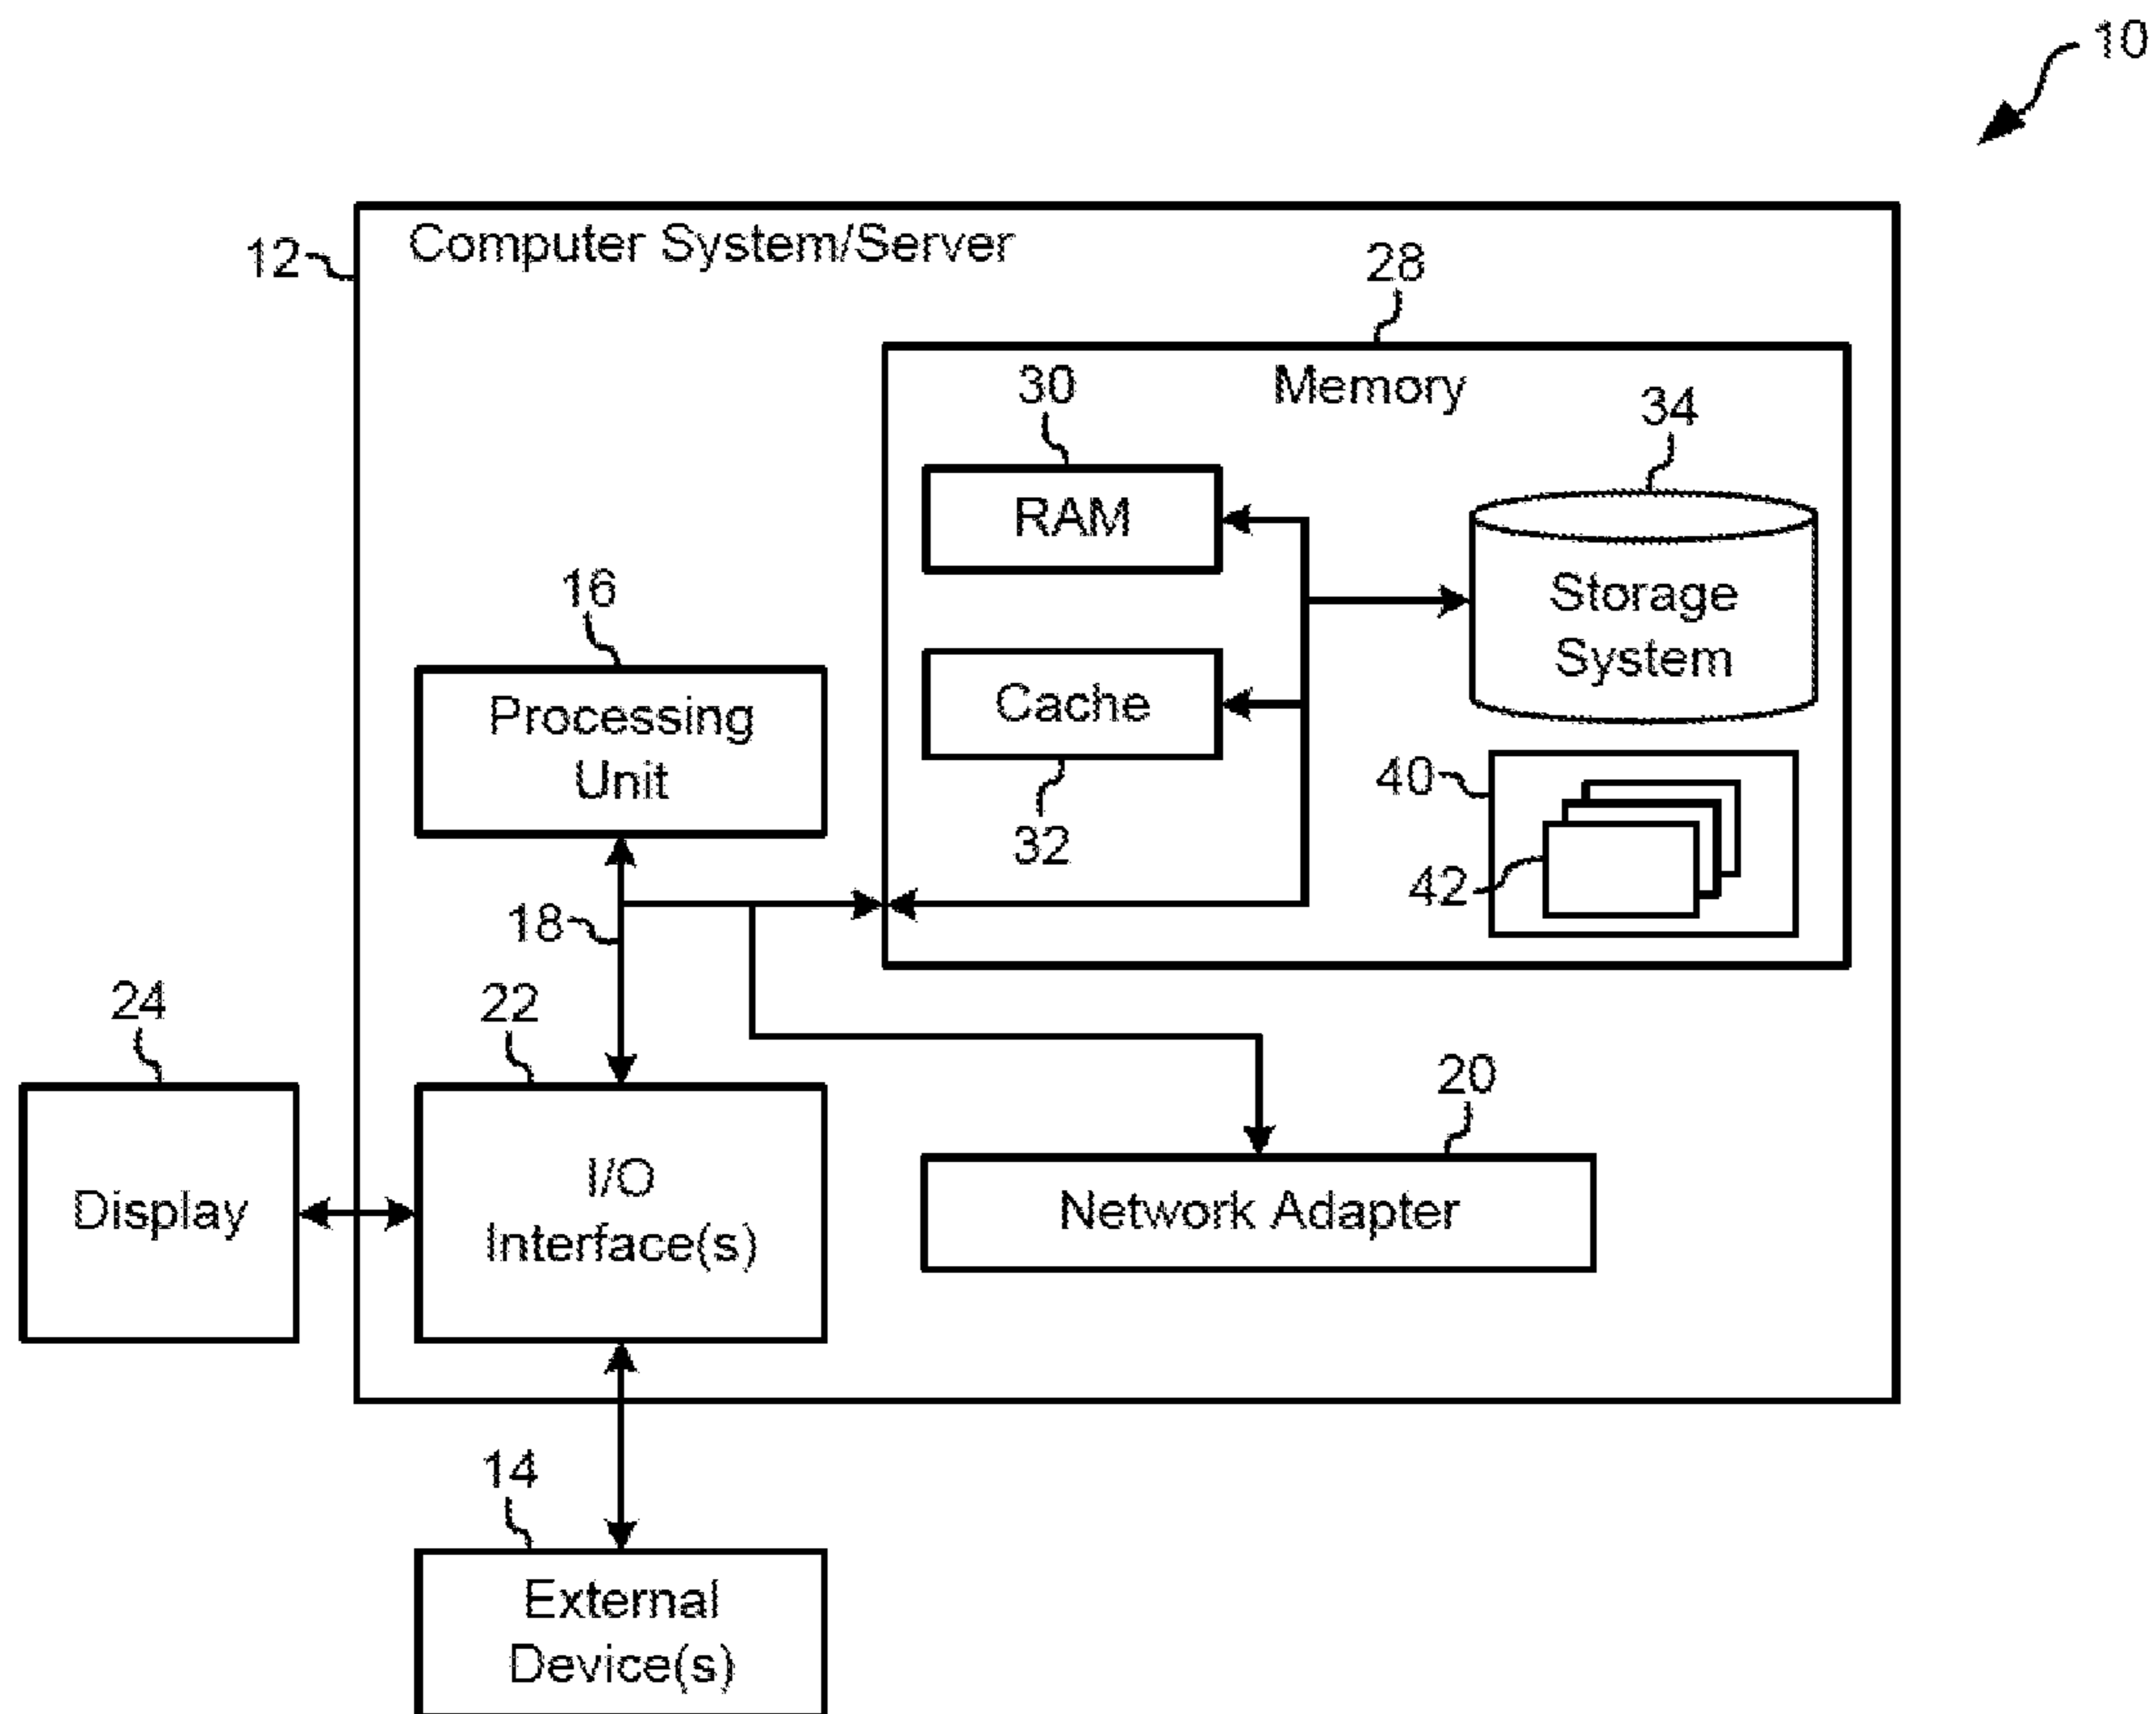 10
12
Computer System/Server
28
30
Memory
34
RAM
Storage
System
16
Processing
Unit
Cache
32
40
42
18
24
22
20
Display
I/O
Interface(s)
Network Adapter
14
External
Device(s)